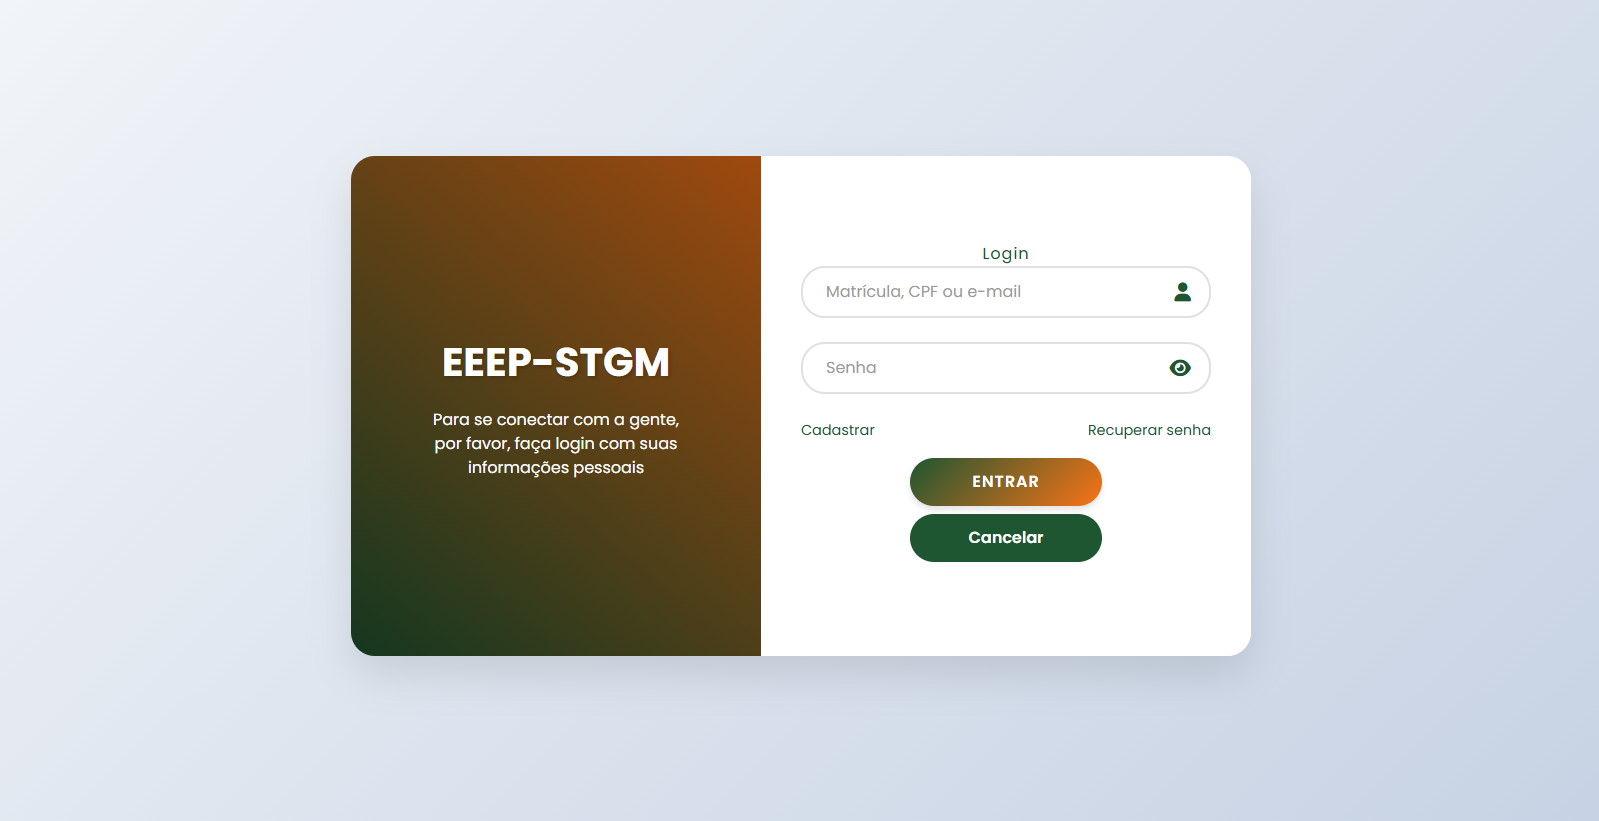 EEEP-STGM
Para se conectar com a gente,
por favor, faça login com suas
informações pessoais
Login
Matrícula, CPF ou e-mail
Senha
Cadastrar
Recuperar senha
ENTRAR
Cancelar